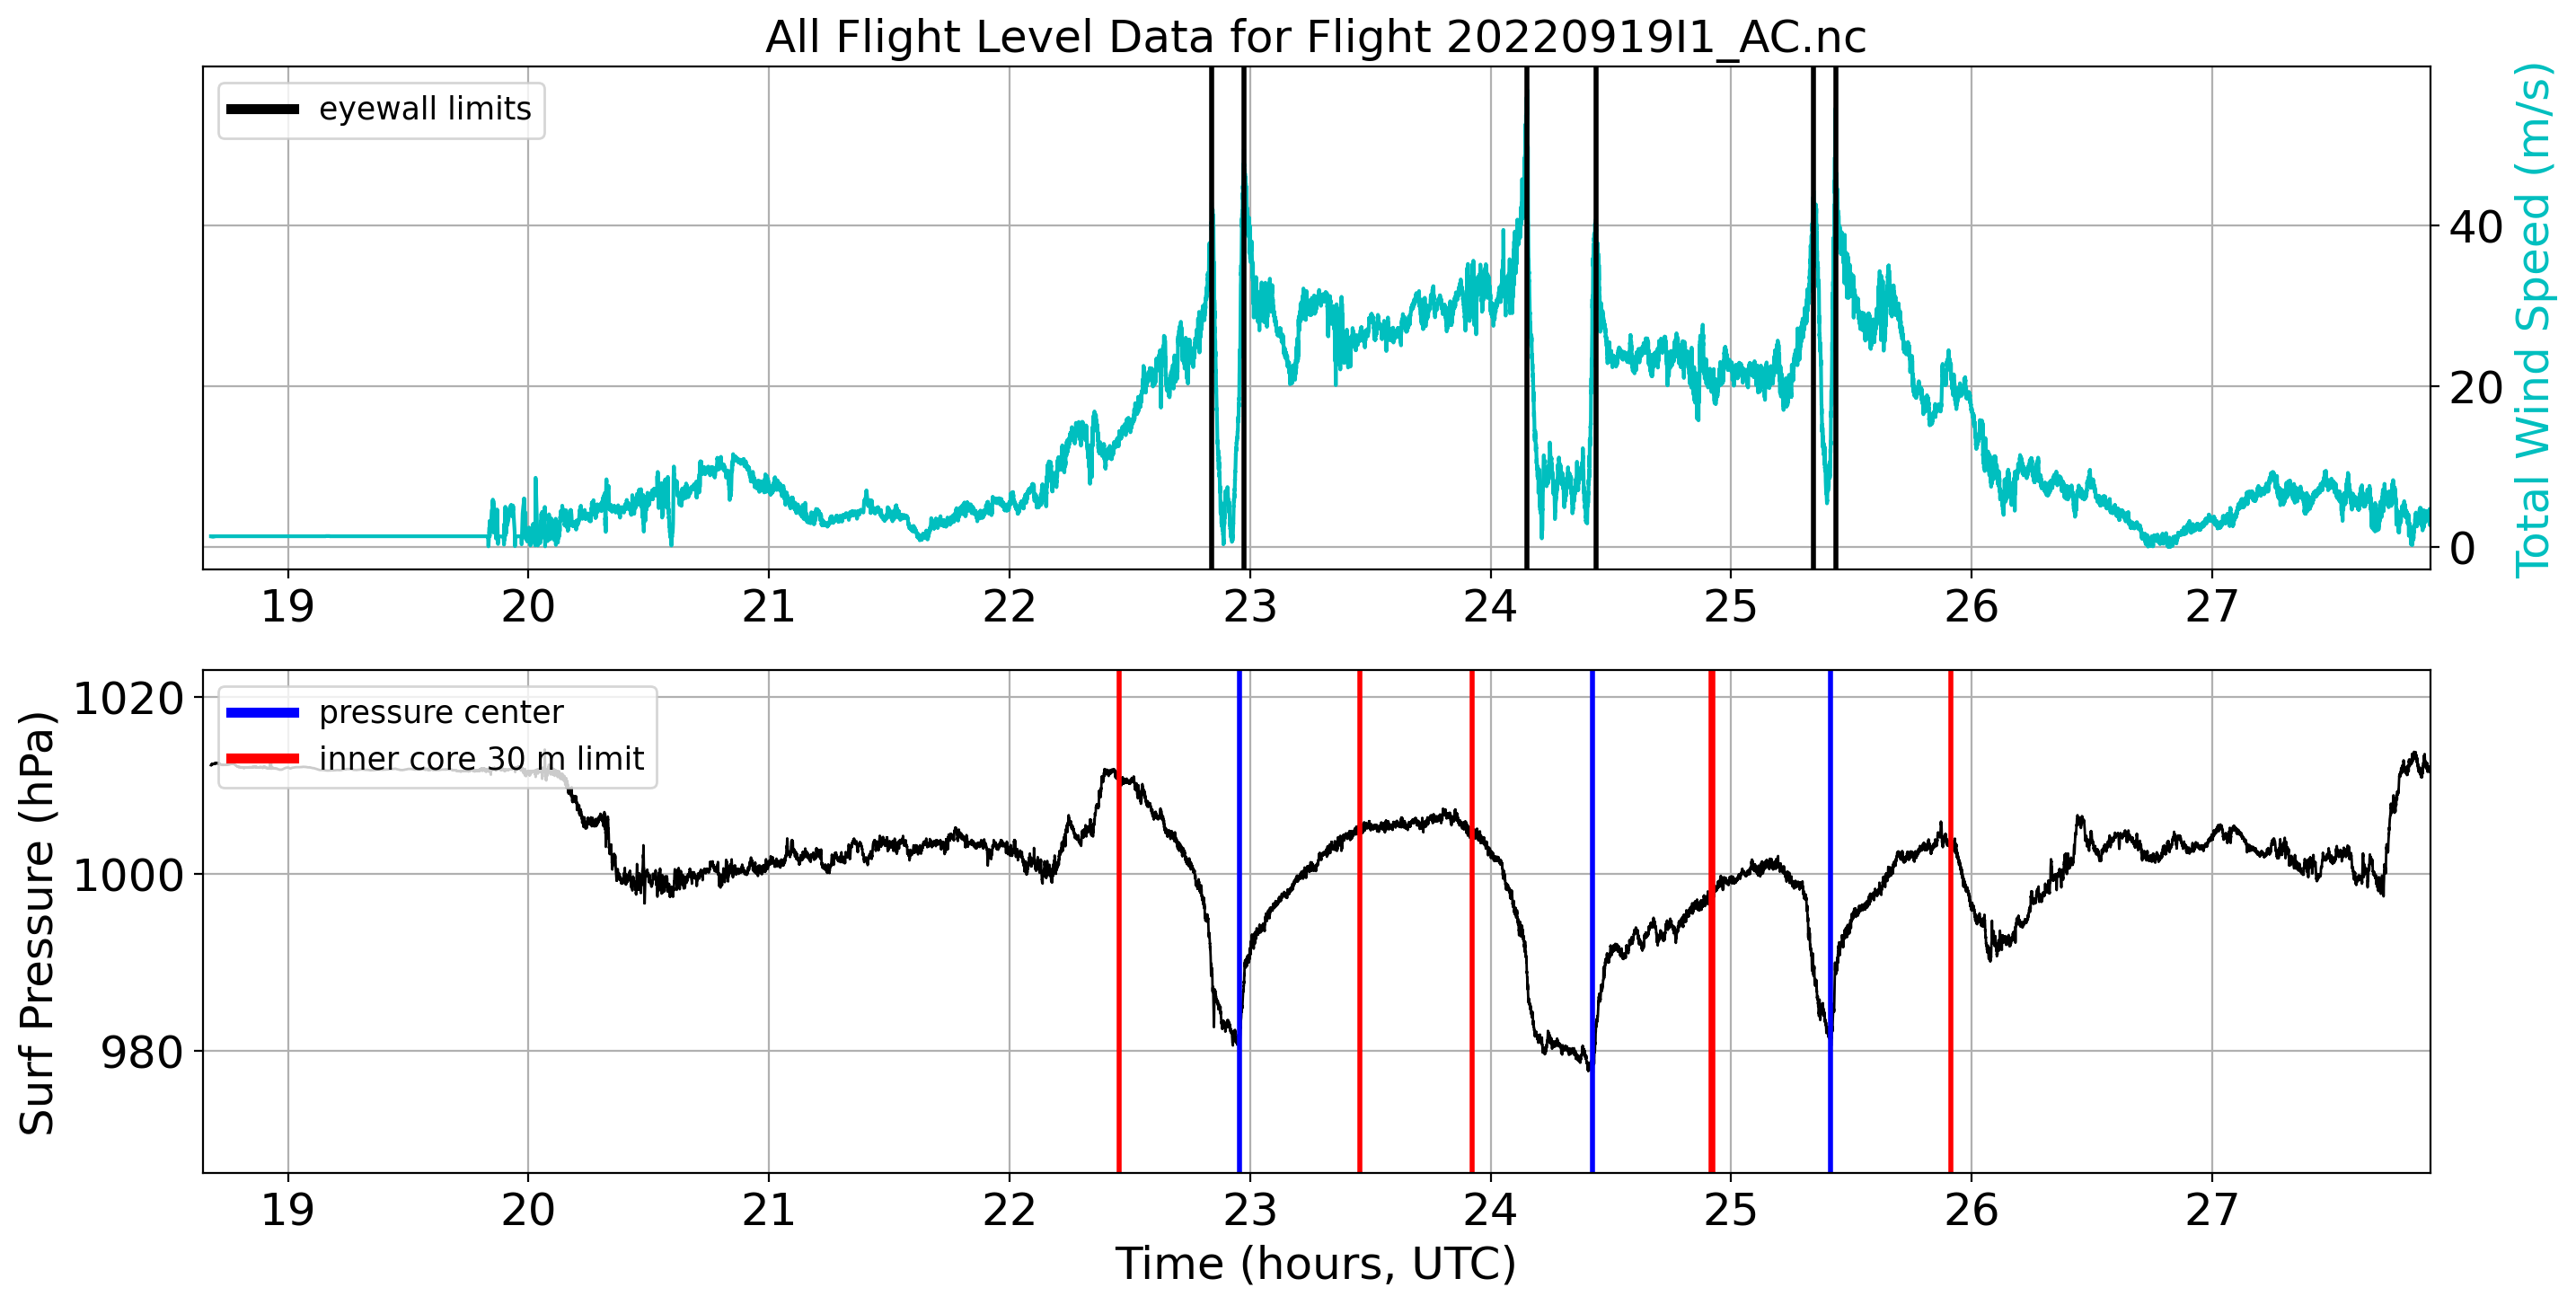 All Flight Level Data for Flight 20220919I1_AC.nc
eyewall limits
40
20
0
Total Wind Speed (m/s)
19 20 21 22 23 24 25 26 27
1020
1000
980
Surf Pressure (hPa)
pressure center
inner core 30 m limit
19 20 21 22 23 24 25 26 27
Time (hours, UTC)